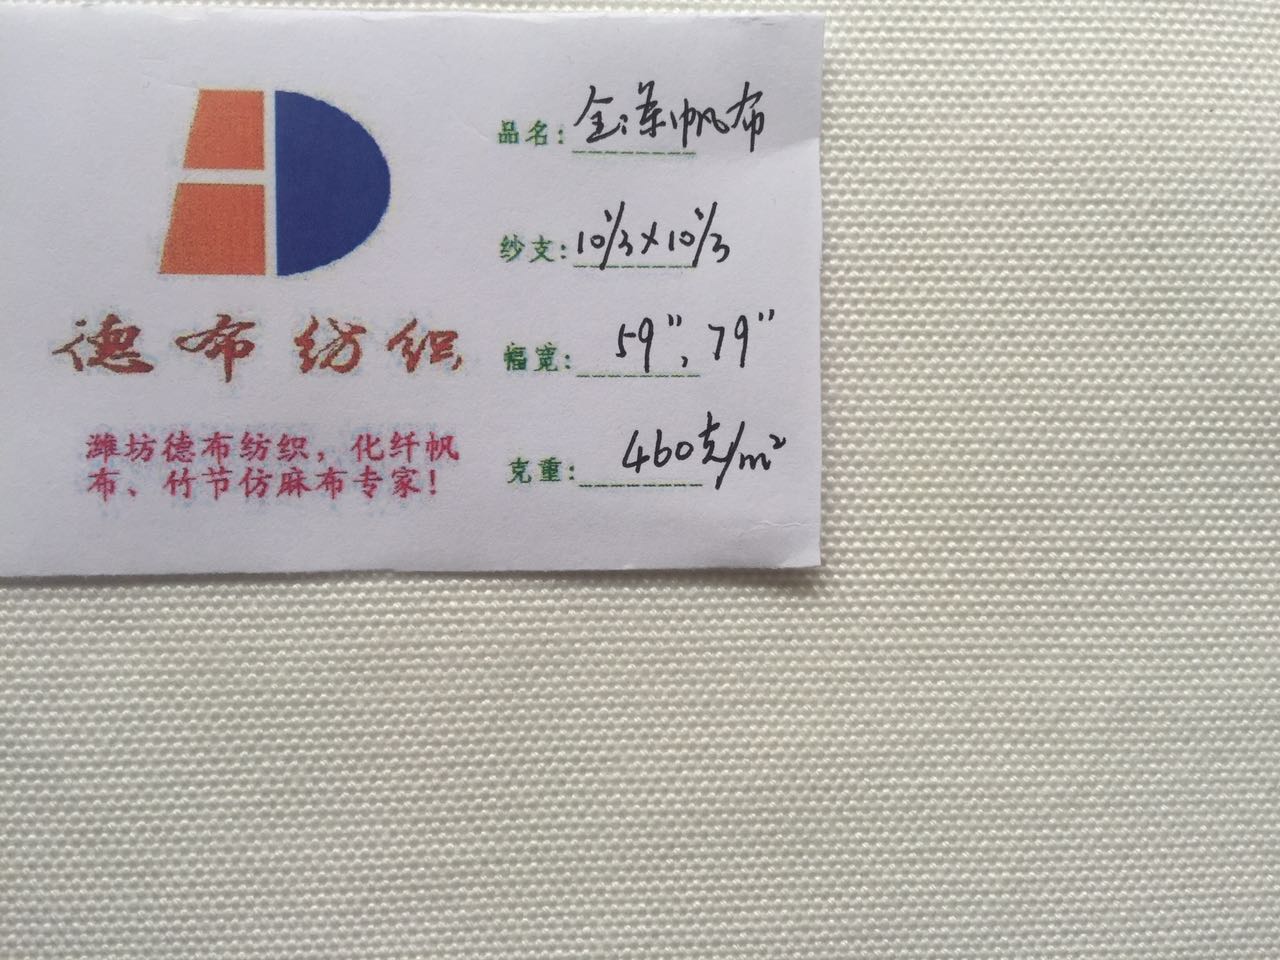 德布纺织
潍坊德布纺织，化纤帆
布、竹节仿麻布专家！
品名：全涤帆布
纱支：10/3×10/3
幅宽：59"，79"
克重：460克/m²